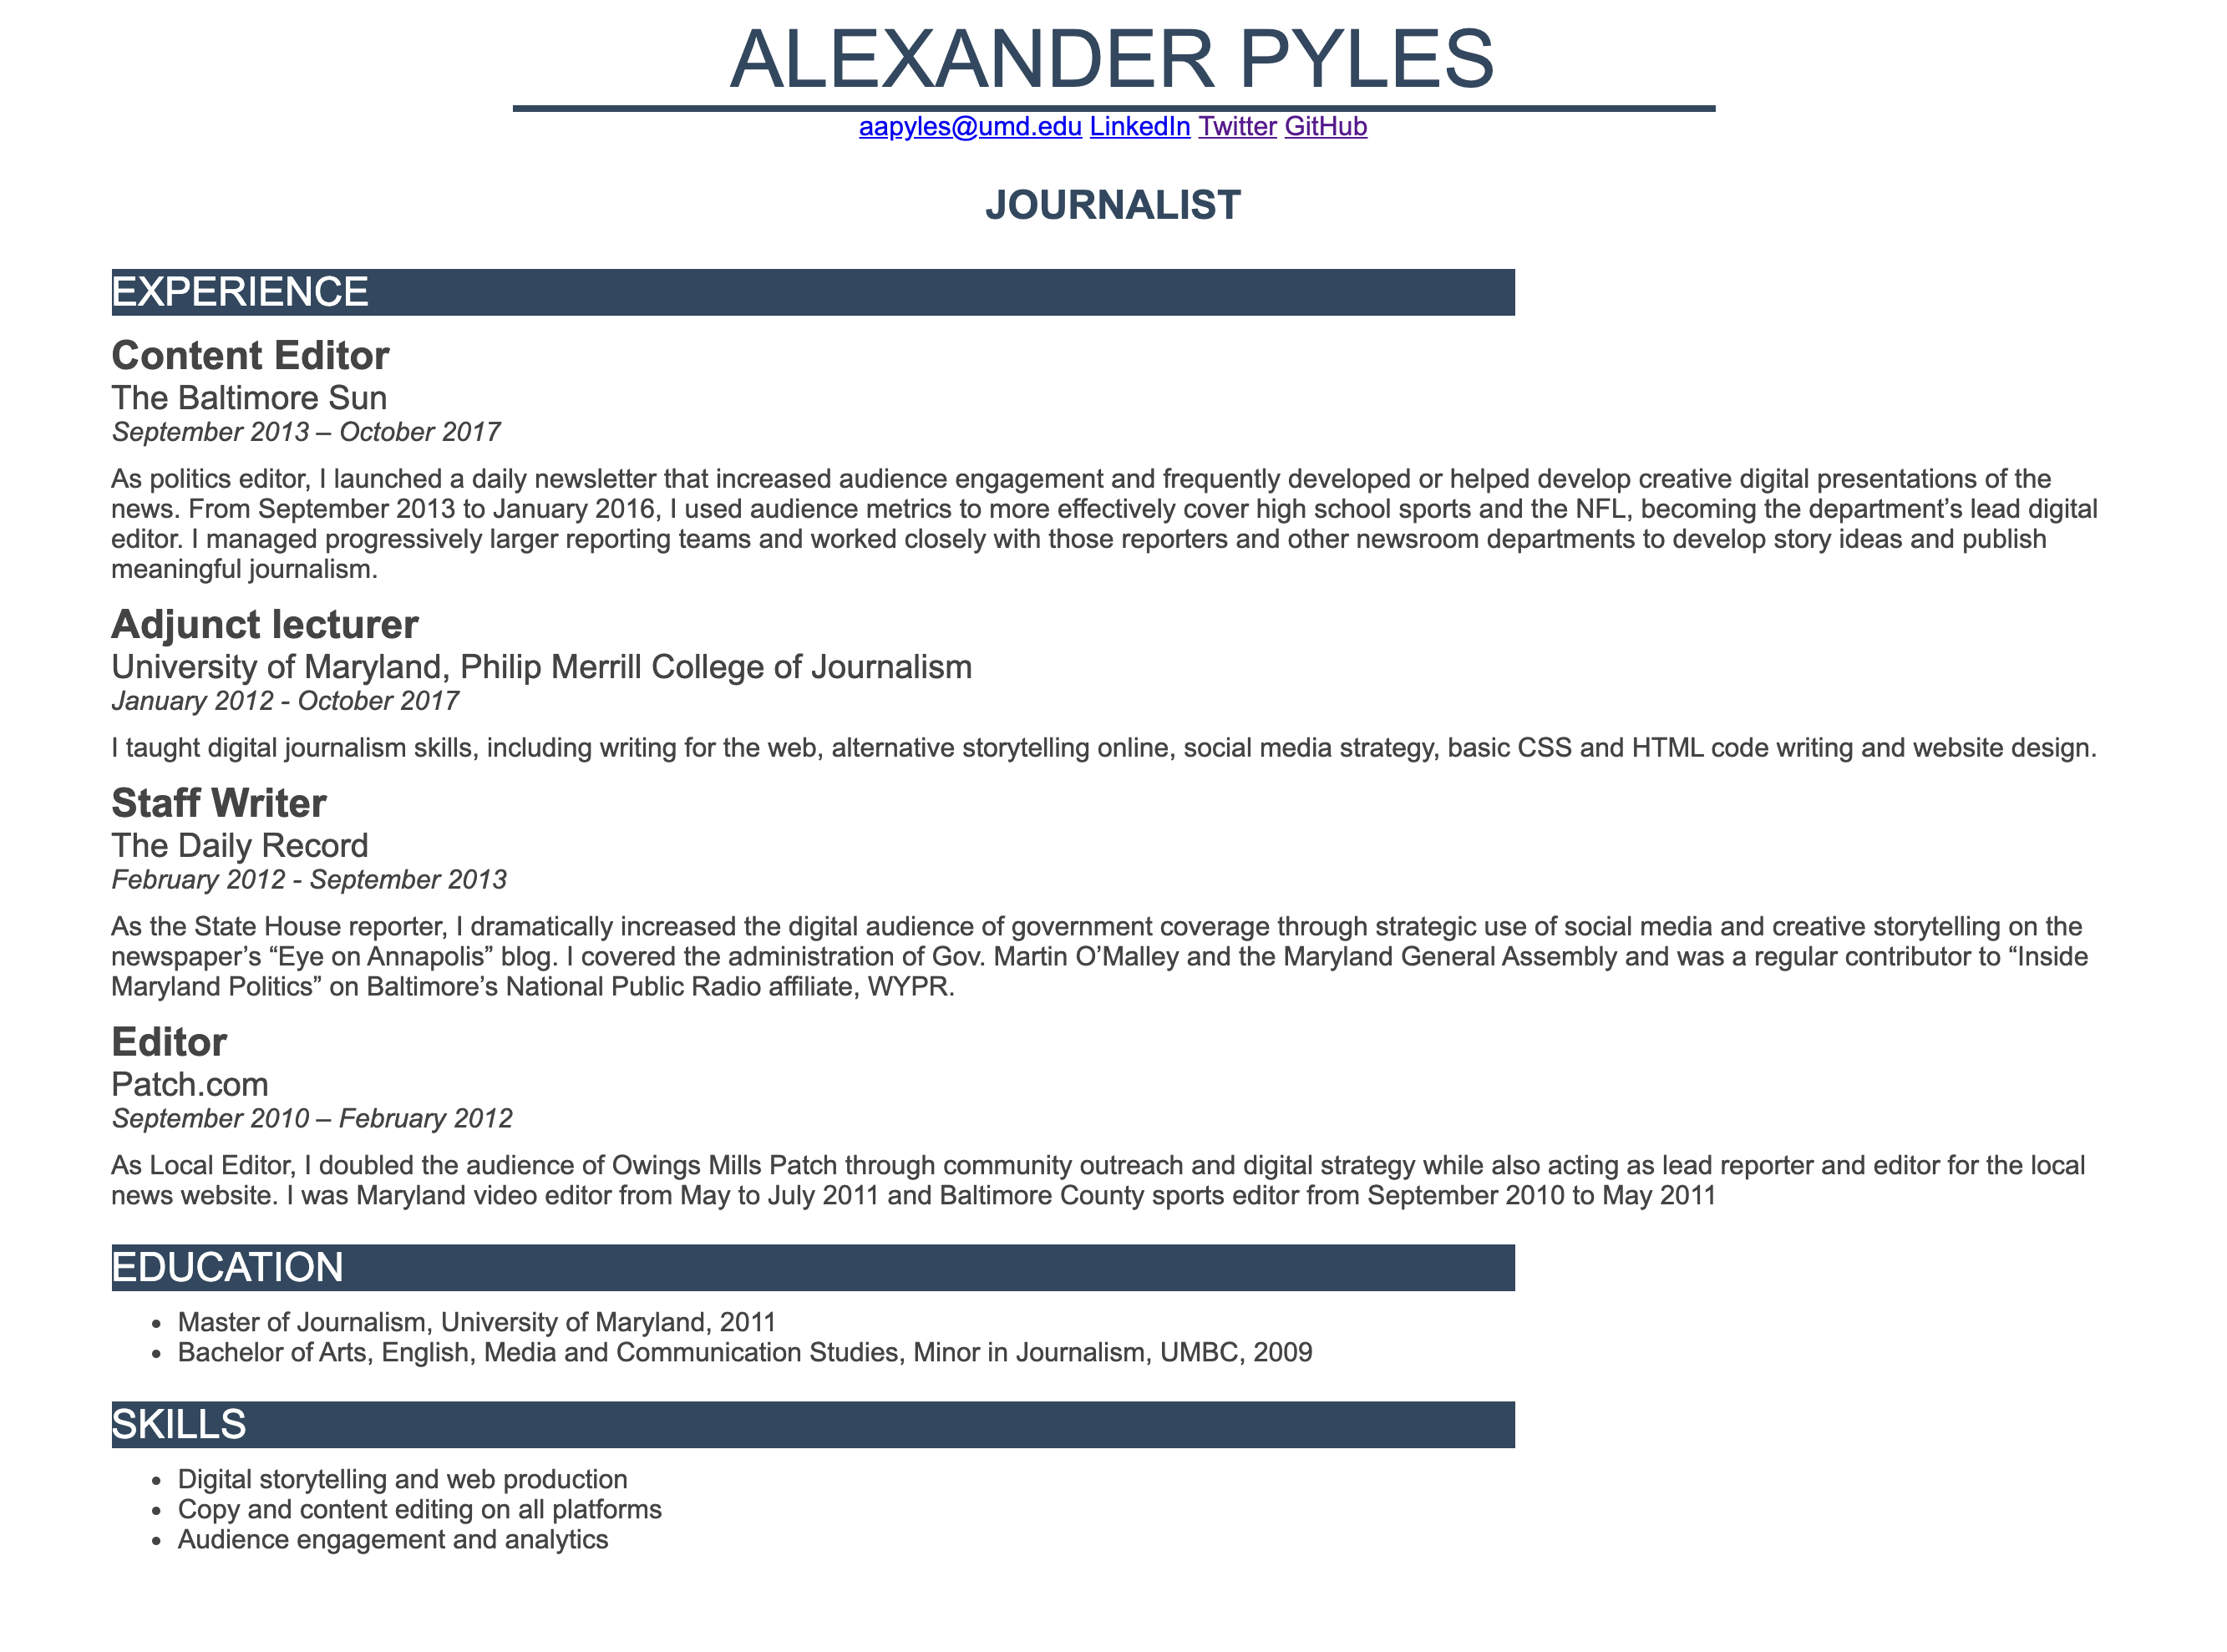 ALEXANDER PYLES
aapyles@umd.edu LinkedIn Twitter GitHub
JOURNALIST
EXPERIENCE
Content Editor
The Baltimore Sun
September 2013 – October 2017
As politics editor, I launched a daily newsletter that increased audience engagement and frequently developed or helped develop creative digital presentations of the
news. From September 2013 to January 2016, I used audience metrics to more effectively cover high school sports and the NFL, becoming the department’s lead digital
editor. I managed progressively larger reporting teams and worked closely with those reporters and other newsroom departments to develop story ideas and publish
meaningful journalism.
Adjunct lecturer
University of Maryland, Philip Merrill College of Journalism
January 2012 - October 2017
I taught digital journalism skills, including writing for the web, alternative storytelling online, social media strategy, basic CSS and HTML code writing and website design.
Staff Writer
The Daily Record
February 2012 - September 2013
As the State House reporter, I dramatically increased the digital audience of government coverage through strategic use of social media and creative storytelling on the
newspaper’s “Eye on Annapolis” blog. I covered the administration of Gov. Martin O’Malley and the Maryland General Assembly and was a regular contributor to “Inside
Maryland Politics” on Baltimore’s National Public Radio affiliate, WYPR.
Editor
Patch.com
September 2010 – February 2012
As Local Editor, I doubled the audience of Owings Mills Patch through community outreach and digital strategy while also acting as lead reporter and editor for the local
news website. I was Maryland video editor from May to July 2011 and Baltimore County sports editor from September 2010 to May 2011
EDUCATION
• Master of Journalism, University of Maryland, 2011
• Bachelor of Arts, English, Media and Communication Studies, Minor in Journalism, UMBC, 2009
SKILLS
• Digital storytelling and web production
• Copy and content editing on all platforms
• Audience engagement and analytics